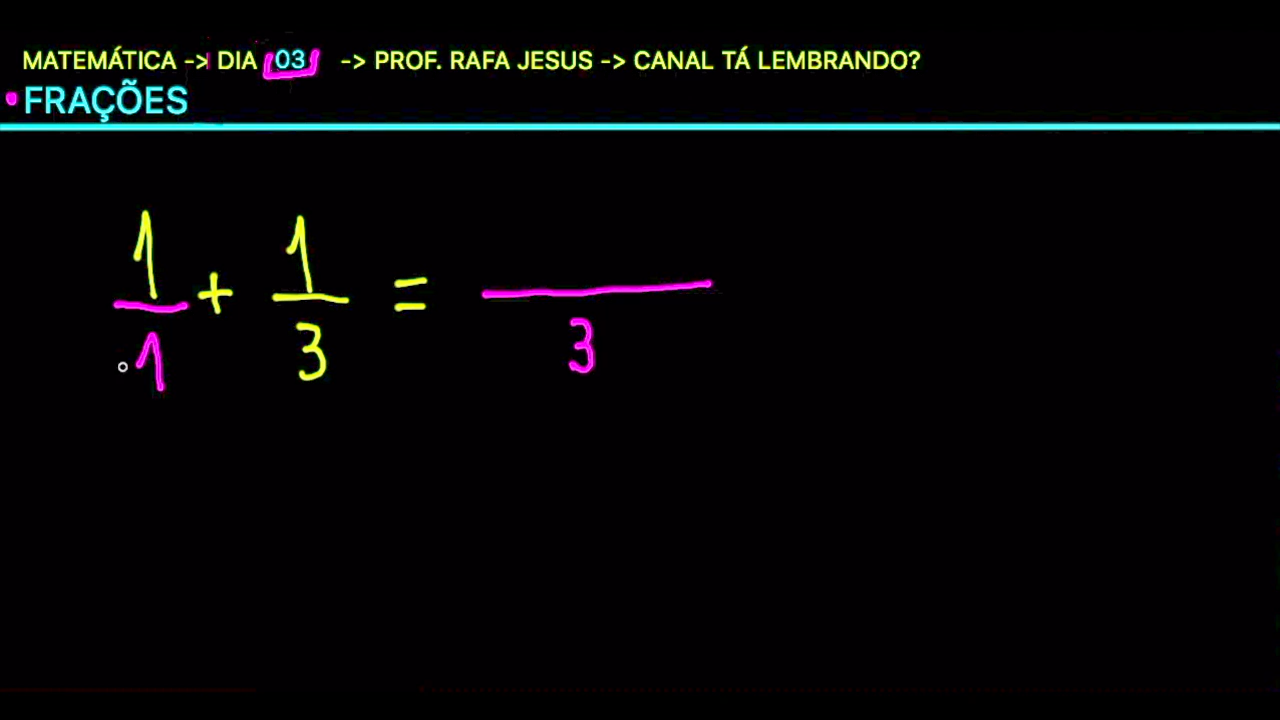 MATEMÁTICA -> DIA 03 -> PROF. RAFA JESUS -> CANAL TÁ LEMBRANDO?
•FRAÇÕES
1/1 + 1/3 = /3